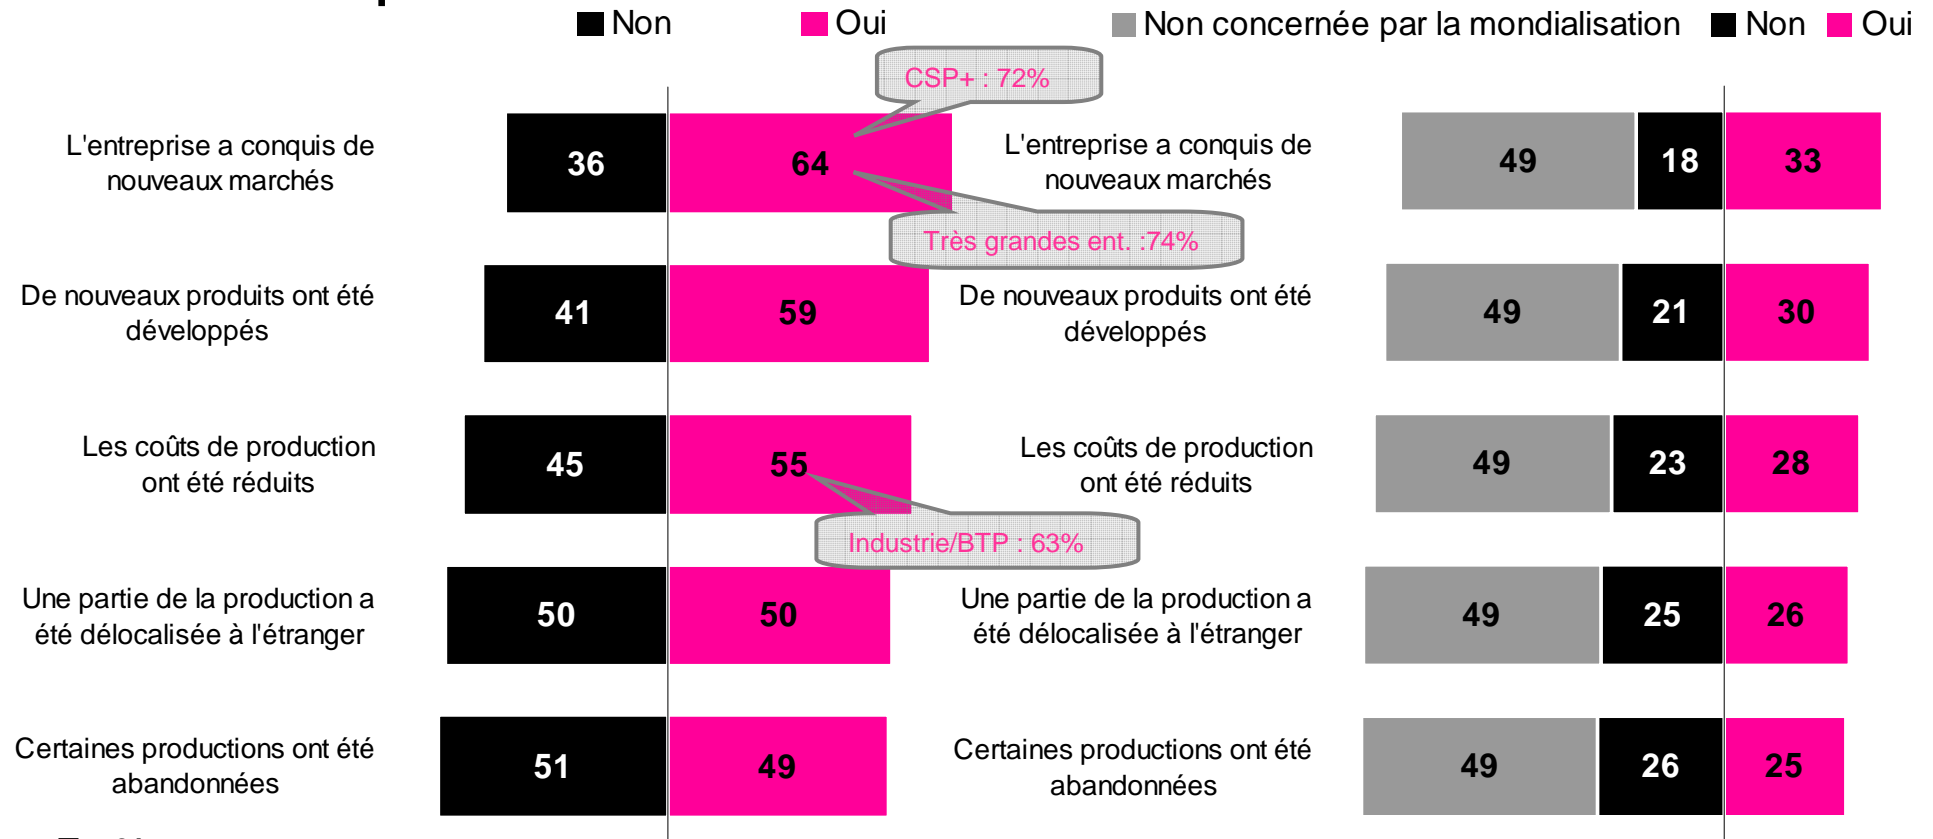 Non Oui
Non concernée par la mondialisation Non Oui
CSP+ : 72%
L'entreprise a conquis de
nouveaux marchés
36 64
Très grandes ent. :74%
De nouveaux produits ont été
développés
41 59
Les coûts de production
ont été réduits
45 55
Industrie/BTP : 63%
Une partie de la production a
été délocalisée à l'étranger
50 50
Certaines productions ont été
abandonnées
51 49
L'entreprise a conquis de
nouveaux marchés
49 18 33
De nouveaux produits ont été
développés
49 21 30
Les coûts de production
ont été réduits
49 23 28
Une partie de la production a
été délocalisée à l'étranger
49 25 26
Certaines productions ont été
abandonnées
49 26 25